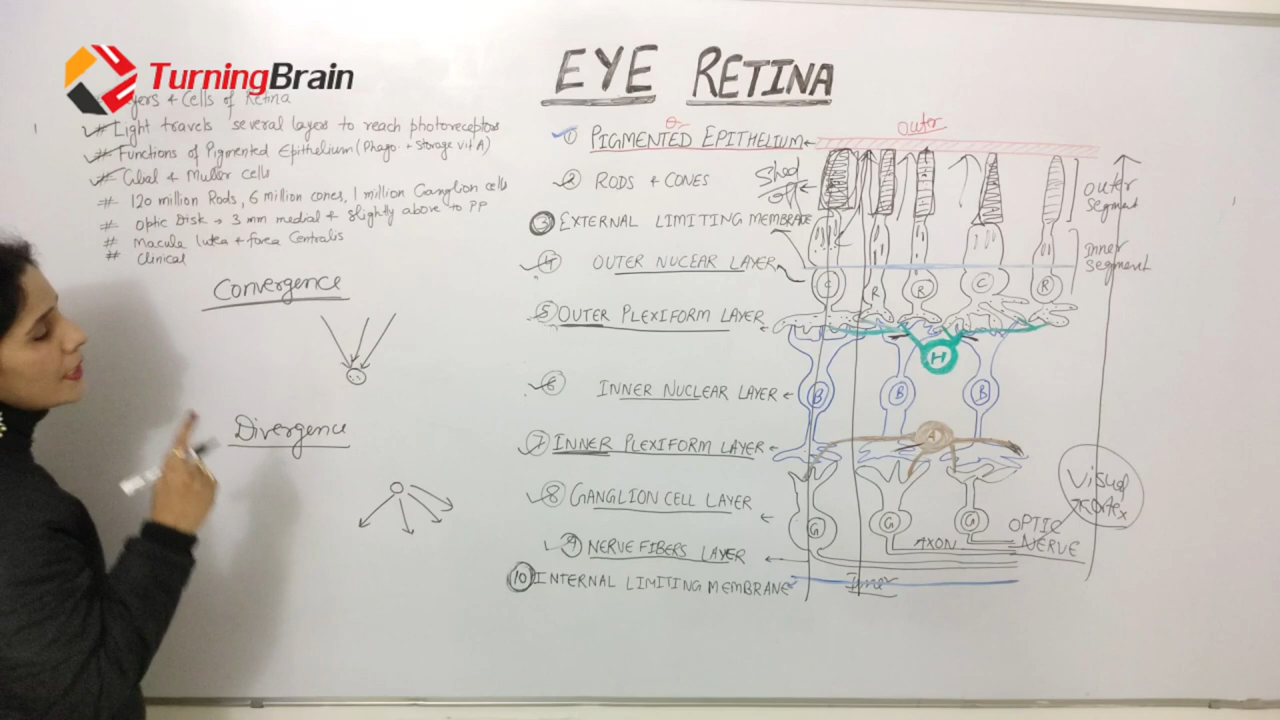 TurningBrain
EYE RETINA
Layers & Cells of Retina
# Light travels several layers to reach photoreceptors
# Functions of Pigmented Epithelium (Phago. + Storage Vit A)
# Cubal & Muller cells
# 120 million Rods, 6 million cones, 1 million Ganglion cells
# Optic Disk → 3 mm medial & slightly above to PP
# Macula lutea & fovea Centralis
# Clinical
Convergence
Divergence
① PIGMENTED EPITHELIUM
② RODS & CONES
③ EXTERNAL LIMITING MEMBRANE
④ OUTER NUCEAR LAYER
⑤ OUTER PLEXIFORM LAYER
⑥ INNER NUCLEAR LAYER
⑦ INNER PLEXIFORM LAYER
⑧ GANGLION CELL LAYER
⑨ NERVE FIBERS LAYER
⑩ INTERNAL LIMITING MEMBRANE
Outer
Shed
off
Outer
Segment
Inner
Segment
C R R C R
H
B B B
A
G G G
Visual
Cortex
OPTIC
AXON NERVE
Inner